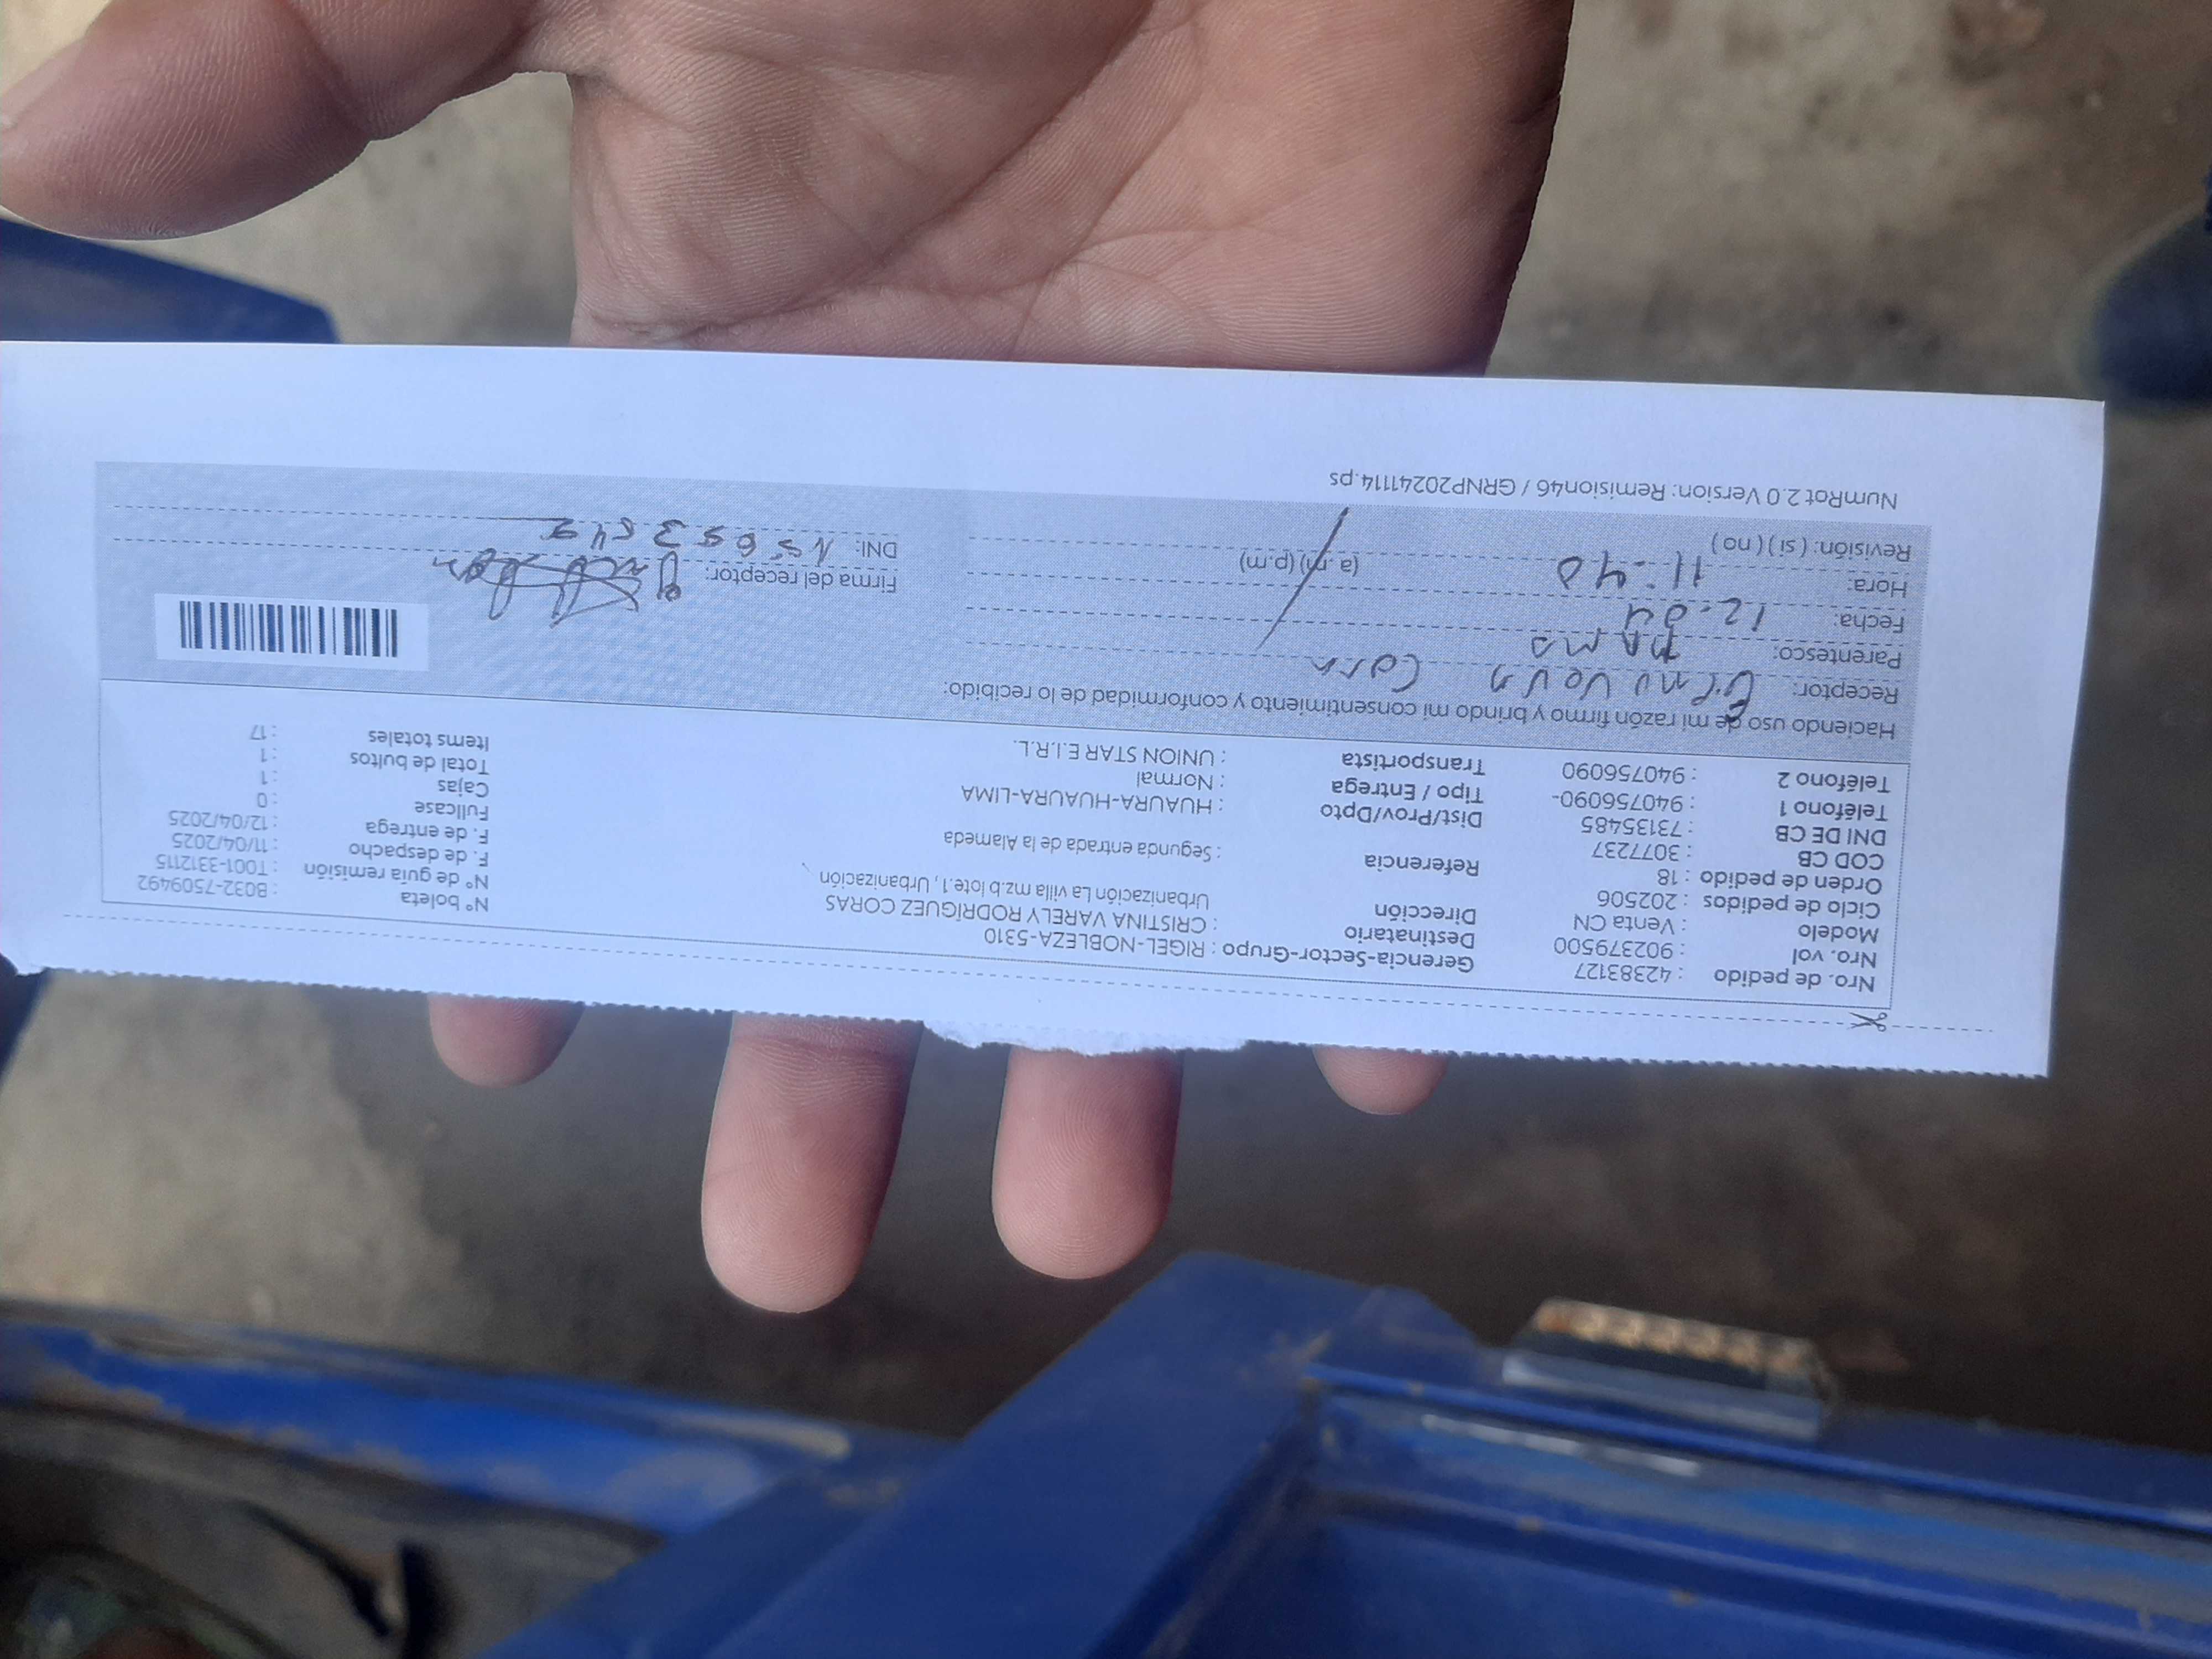 Nro. de pedido : 42383127 Gerencia-Sector-Grupo : RIGEL-NOBLEZA-5310 N° boleta : B032-7509492
Nro. vol : 902379500 Destinatario : CRISTINA VARELY RODRÍGUEZ CORAS N° de guía remisión : T001-3312115
Modelo : Venta CN Dirección Urbanización La villa mz.b lote.1, Urbanización F. de despacho : 11/04/2025
Ciclo de pedidos : 202506 F. de entrega : 12/04/2025
Orden de pedido : 18 Referencia : Segunda entrada de la Alameda Fullcase : 0
COD CB : 3077237 Dist/Prov/Dpto : HUAURA-HUAURA-LIMA Cajas : 1
DNI DE CB : 73135485 Tipo / Entrega : Normal Total de bultos : 1
Teléfono 1 : 940756090- Transportista : UNION STAR E.I.R.L. Items totales : 17
Teléfono 2 : 940756090
Haciendo uso de mi razón firmo y brindo mi consentimiento y conformidad de lo recibido:
Receptor:
Parentesco:
Fecha: 12-04
Hora: 11:40 (a.m) (p.m)
Revisión: ( si ) ( no )
Firma del receptor:
DNI:
NumRot 2.0 Version: Remision46 / GRNP20241114.ps